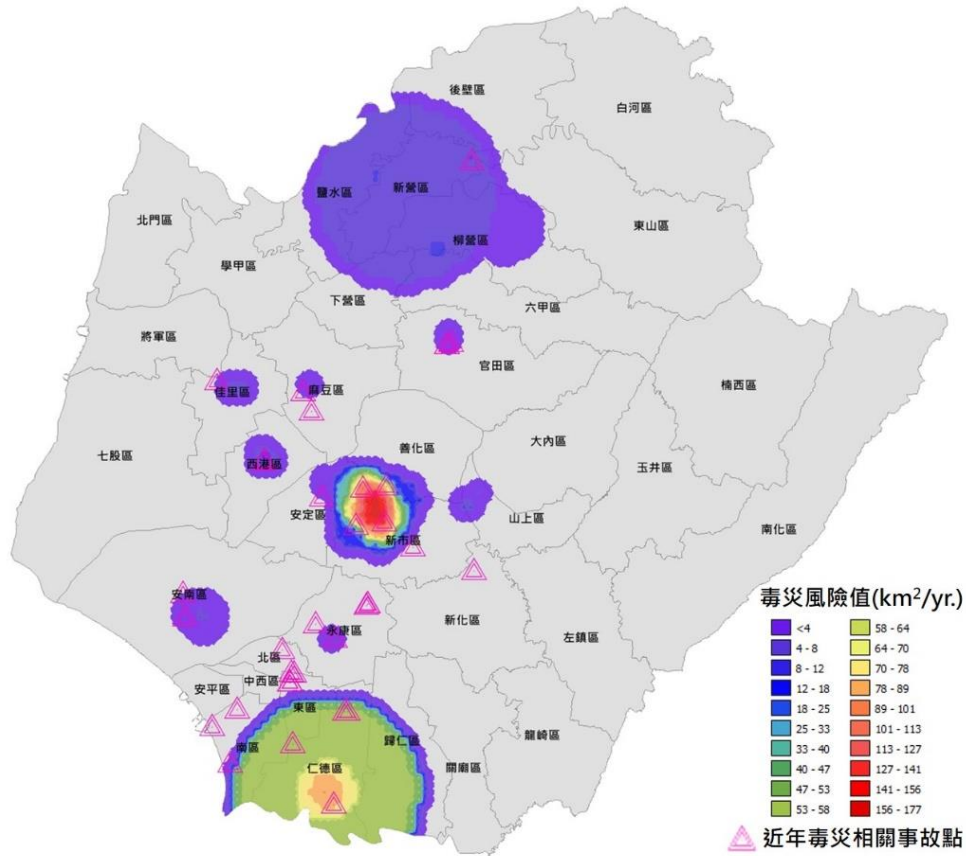 後壁區
白河區
鹽水區
新營區
北門區
東山區
柳營區
學甲區
下營區
六甲區
將軍區
官田區
楠西區
佳里區
麻豆區
七股區
善化區
大內區
西港區
玉井區
安定區
山上區
新市區
南化區
安南區
新化區
永康區
左鎮區
北區
中西區
安平區
東區
龍崎區
南區
歸仁區
關廟區
仁德區
毒災風險值(km²/yr.)
<4
4 - 8
8 - 12
12 - 18
18 - 25
25 - 33
33 - 40
40 - 47
47 - 53
53 - 58
58 - 64
64 - 70
70 - 78
78 - 89
89 - 101
101 - 113
113 - 127
127 - 141
141 - 156
156 - 177
近年毒災相關事故點